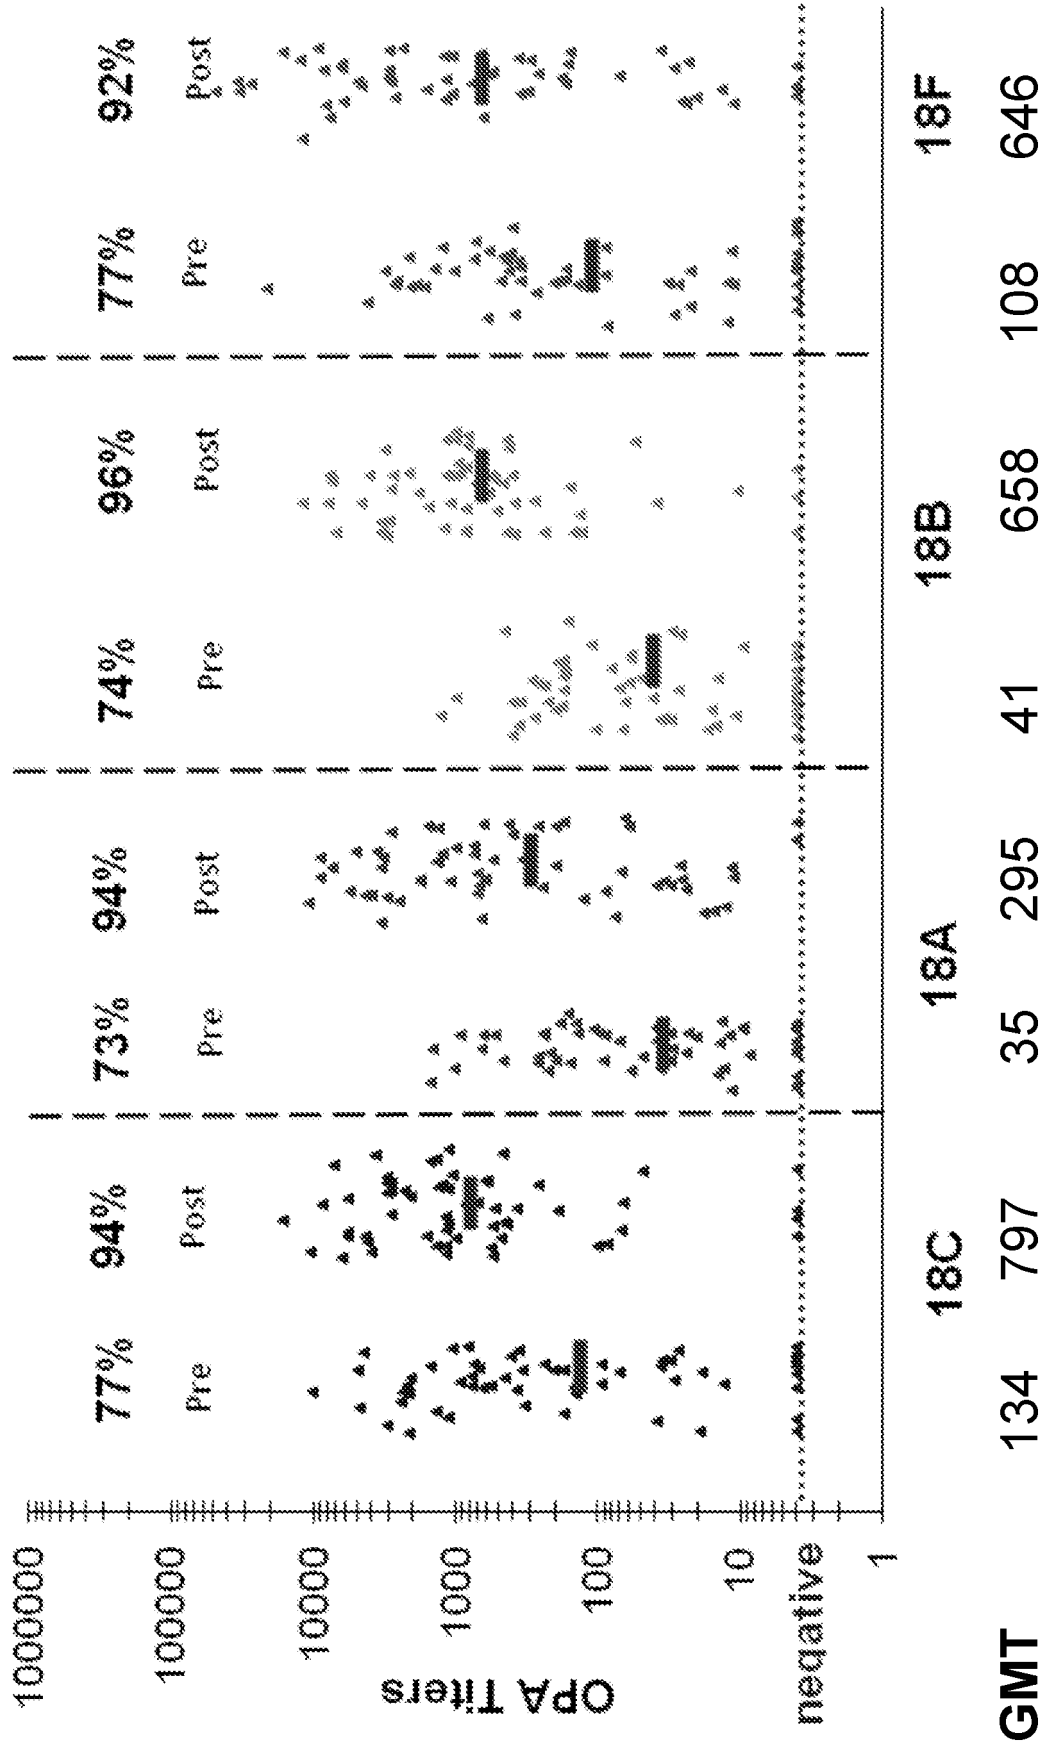 77% 94% 73% 94% 74% 96% 77% 92%
Pre Post Pre Post Pre Post Pre Post
1000000
100000
10000
1000
100
10
negative
1
OPA Titers
18C 18A 18B 18F
GMT 134 797 35 295 41 658 108 646